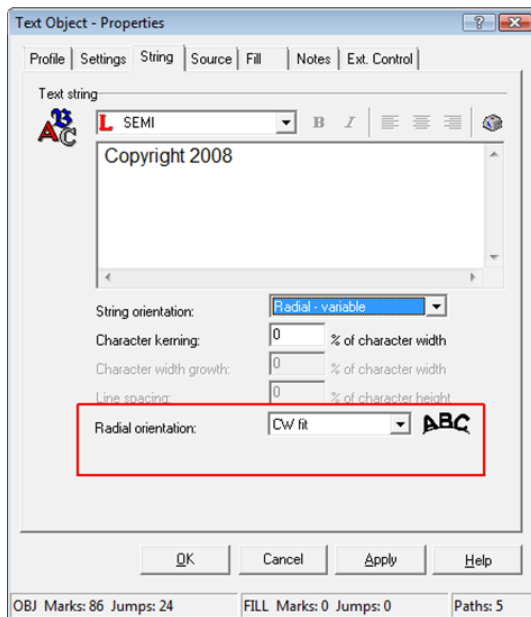 Text Object - Properties
Profile Settings String Source Fill Notes Ext. Control
Text string
ABC L SEMI B I
Copyright 2008
String orientation: Radial - variable
Character kerning: 0 % of character width
Character width growth: 0 % of character width
Line spacing: 0 % of character height
Radial orientation: CW fit ABC
OK Cancel Apply Help
OBJ Marks: 86 Jumps: 24 FILL Marks: 0 Jumps: 0 Paths: 5